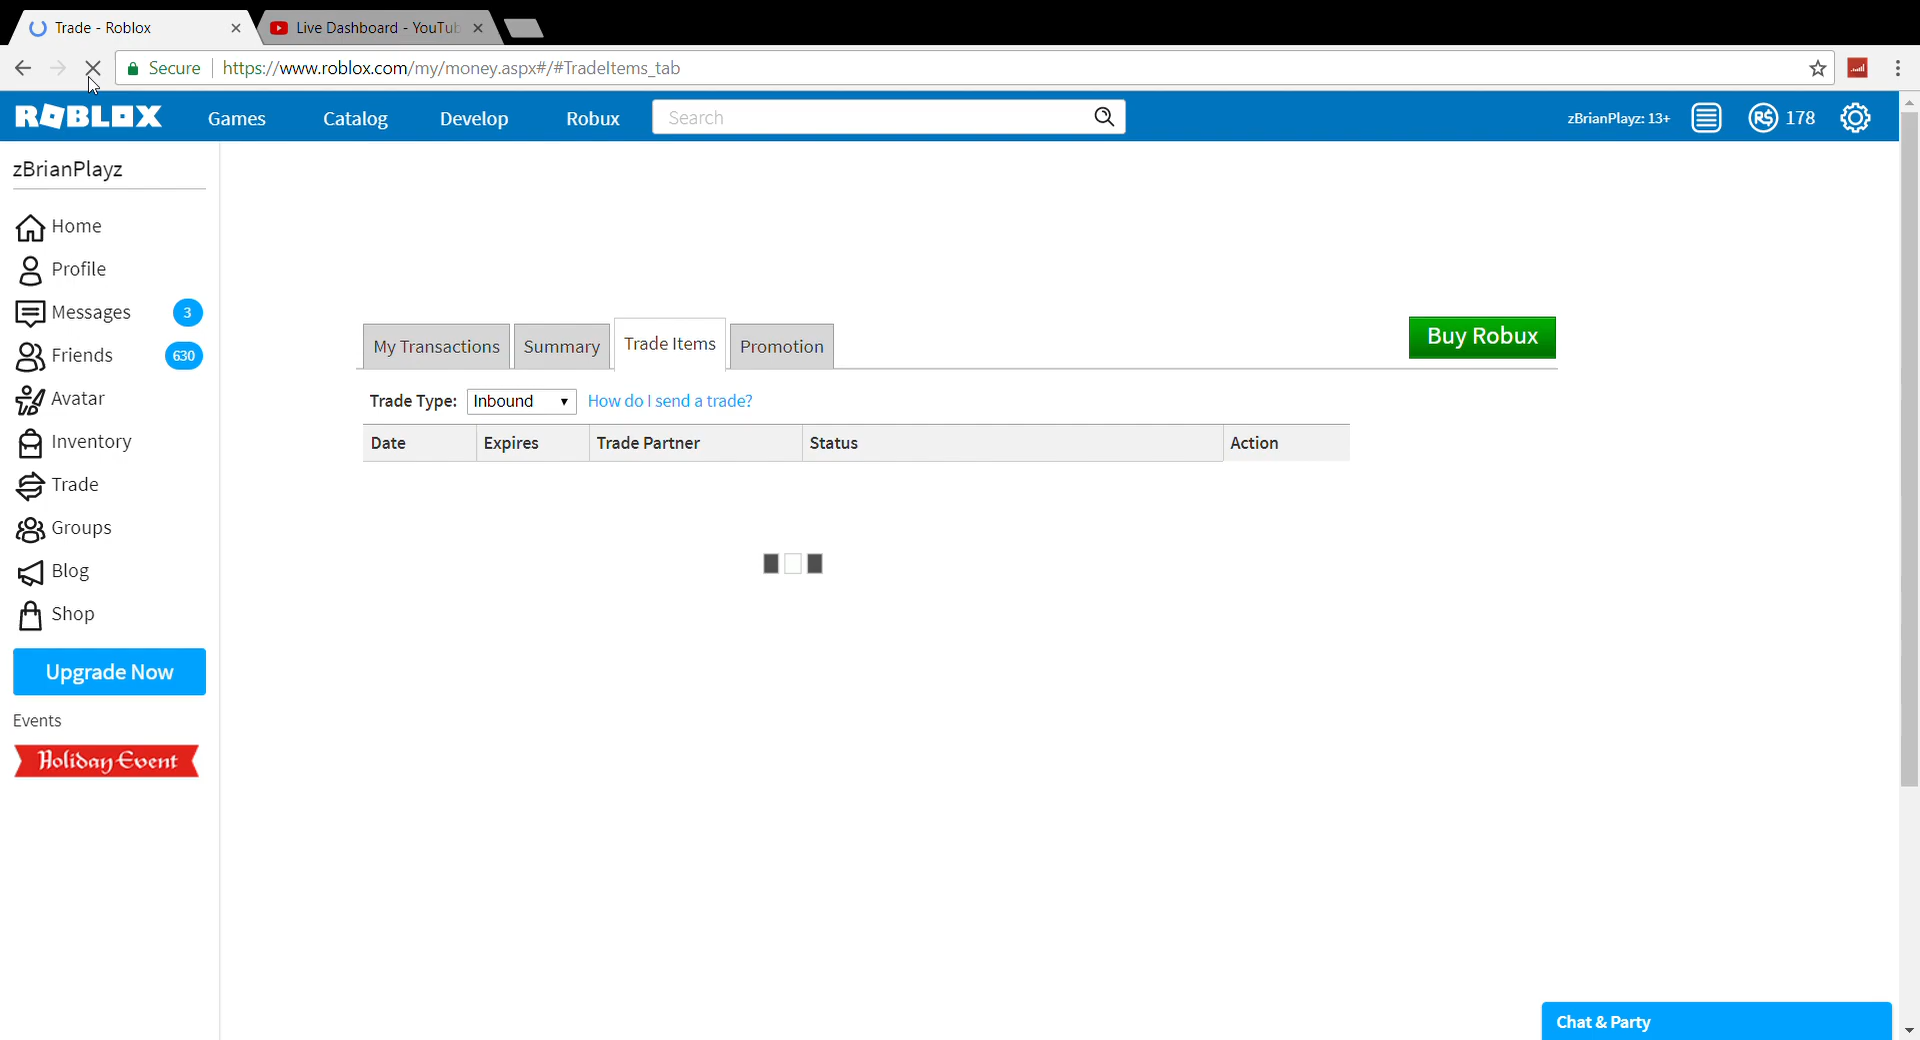 Trade - Roblox
Live Dashboard - YouTub
Secure
https://www.roblox.com/my/money.aspx#/#TradeItems_tab
ROBLOX Games Catalog Develop Robux Search zBrianPlayz: 13+ R$ 178
zBrianPlayz
Home
Profile
Messages 3
Friends 630
Avatar
Inventory
Trade
Groups
Blog
Shop
Upgrade Now
Events
Holiday Event
My Transactions Summary Trade Items Promotion Buy Robux
Trade Type: Inbound How do I send a trade?
Date Expires Trade Partner Status Action
Chat & Party